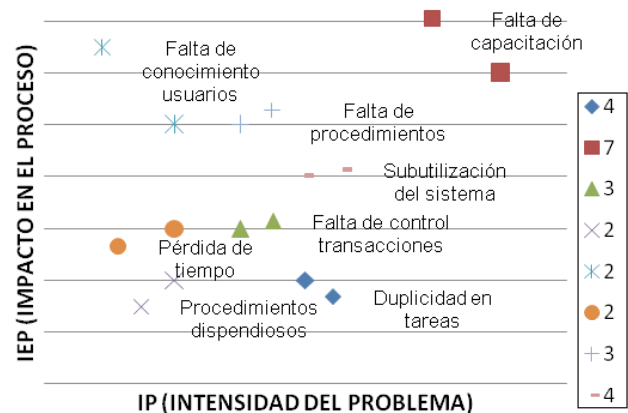 Falta de
capacitación
Falta de
conocimiento
usuarios
Falta de
procedimientos
Subutilización
del sistema
Falta de control
transacciones
Pérdida de
tiempo
Procedimientos
dispendiosos
Duplicidad en
tareas
IEP (IMPACTO EN EL PROCESO)
IP (INTENSIDAD DEL PROBLEMA)
4
7
3
2
2
2
3
4